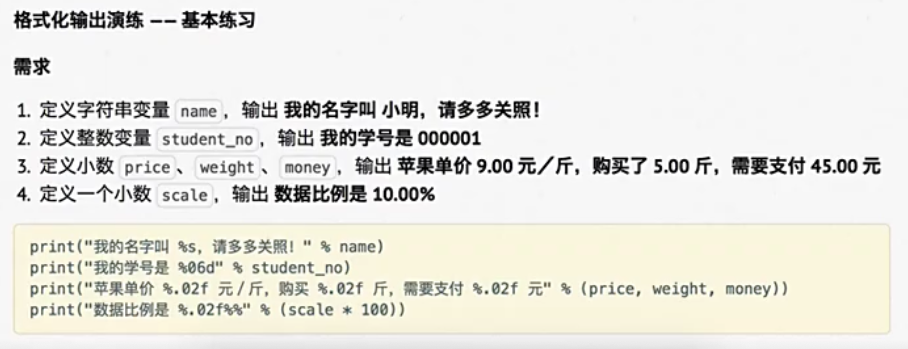 格式化输出演练 -- 基本练习
需求
1. 定义字符串变量 name，输出 我的名字叫 小明，请多多关照！
2. 定义整数变量 student_no，输出 我的学号是 000001
3. 定义小数 price、weight、money，输出 苹果单价 9.00 元／斤，购买了 5.00 斤，需要支付 45.00 元
4. 定义一个小数 scale，输出 数据比例是 10.00%
print("我的名字叫 %s，请多多关照！" % name)
print("我的学号是 %06d" % student_no)
print("苹果单价 %.02f 元／斤，购买 %.02f 斤，需要支付 %.02f 元" % (price, weight, money))
print("数据比例是 %.02f%%" % (scale * 100))